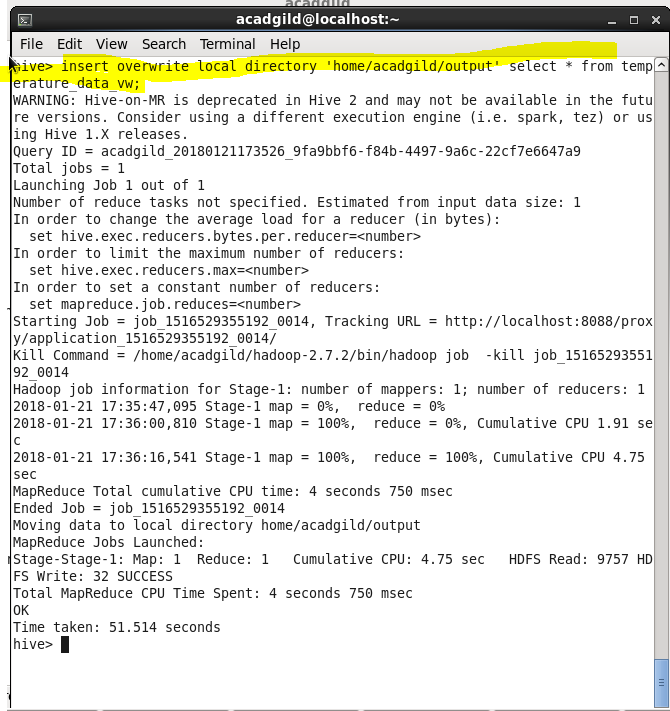 acadgild
acadgild@localhost:~
File Edit View Search Terminal Help
hive> insert overwrite local directory 'home/acadgild/output' select * from temp
erature_data_vw;
WARNING: Hive-on-MR is deprecated in Hive 2 and may not be available in the futu
re versions. Consider using a different execution engine (i.e. spark, tez) or us
ing Hive 1.X releases.
Query ID = acadgild_20180121173526_9fa9bbf6-f84b-4497-9a6c-22cf7e6647a9
Total jobs = 1
Launching Job 1 out of 1
Number of reduce tasks not specified. Estimated from input data size: 1
In order to change the average load for a reducer (in bytes):
  set hive.exec.reducers.bytes.per.reducer=<number>
In order to limit the maximum number of reducers:
  set hive.exec.reducers.max=<number>
In order to set a constant number of reducers:
  set mapreduce.job.reduces=<number>
Starting Job = job_1516529355192_0014, Tracking URL = http://localhost:8088/prox
y/application_1516529355192_0014/
Kill Command = /home/acadgild/hadoop-2.7.2/bin/hadoop job  -kill job_15165293551
92_0014
Hadoop job information for Stage-1: number of mappers: 1; number of reducers: 1
2018-01-21 17:35:47,095 Stage-1 map = 0%,  reduce = 0%
2018-01-21 17:36:00,810 Stage-1 map = 100%,  reduce = 0%, Cumulative CPU 1.91 se
c
2018-01-21 17:36:16,541 Stage-1 map = 100%,  reduce = 100%, Cumulative CPU 4.75
sec
MapReduce Total cumulative CPU time: 4 seconds 750 msec
Ended Job = job_1516529355192_0014
Moving data to local directory home/acadgild/output
MapReduce Jobs Launched:
Stage-Stage-1: Map: 1  Reduce: 1   Cumulative CPU: 4.75 sec   HDFS Read: 9757 HD
FS Write: 32 SUCCESS
Total MapReduce CPU Time Spent: 4 seconds 750 msec
OK
Time taken: 51.514 seconds
hive>